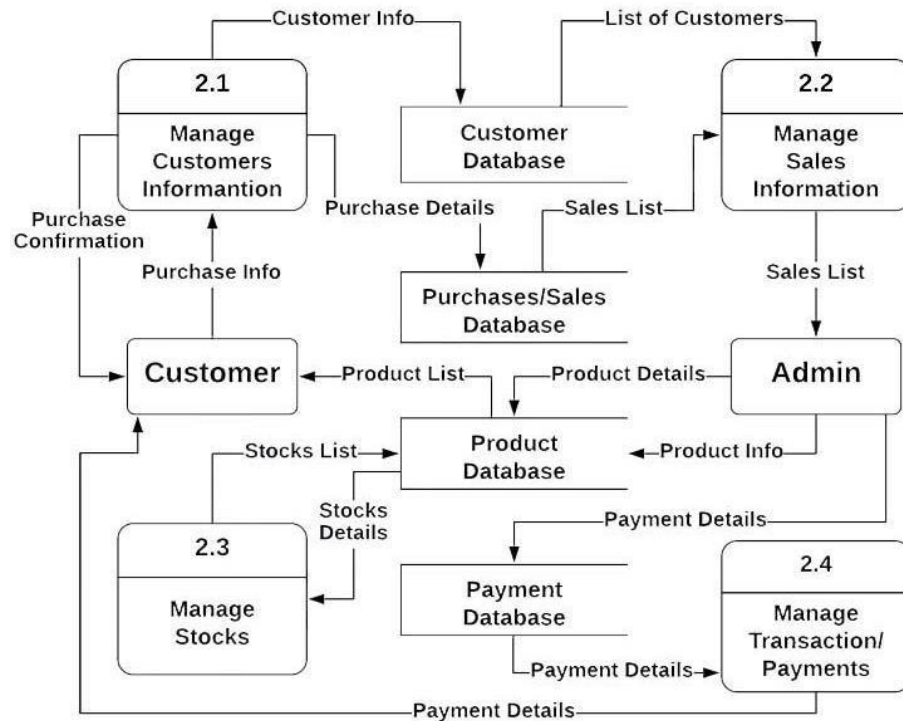 Customer Info
List of Customers
2.1
Manage
Customers
Informantion
2.2
Manage
Sales
Information
Customer
Database
Purchase
Confirmation
Purchase Details
Sales List
Purchase Info
Sales List
Purchases/Sales
Database
Customer
Product List
Product Details
Admin
Product
Database
Stocks List
Product Info
Stocks
Details
Payment Details
2.3
Manage
Stocks
Payment
Database
2.4
Manage
Transaction/
Payments
Payment Details
Payment Details